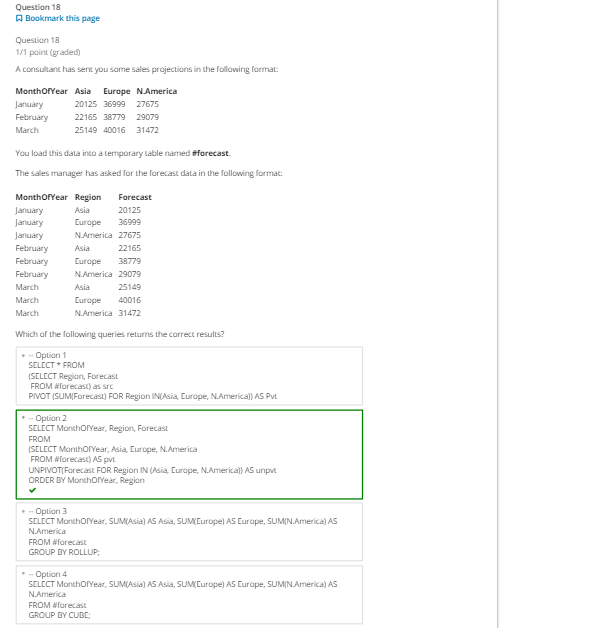 Question 18
Bookmark this page
Question 18
1/1 point (graded)
A consultant has sent you some sales projections in the following format:
MonthOfYear Asia Europe N.America
January 20125 36999 27675
February 22165 38779 29079
March 25149 40016 31472
You load this data into a temporary table named #forecast.
The sales manager has asked for the forecast data in the following format:
MonthOfYear Region Forecast
January Asia 20125
January Europe 36999
January N.America 27675
February Asia 22165
February Europe 38779
February N.America 29079
March Asia 25149
March Europe 40016
March N.America 31472
Which of the following queries returns the correct results?
-- Option 1
SELECT * FROM
(SELECT Region, Forecast
FROM #forecast) as src
PIVOT (SUM(Forecast) FOR Region IN(Asia, Europe, N.America)) AS Pvt
-- Option 2
SELECT MonthOfYear, Region, Forecast
FROM
(SELECT MonthOfYear, Asia, Europe, N.America
FROM #forecast) AS pvt
UNPIVOT(Forecast FOR Region IN (Asia, Europe, N.America)) AS unpvt
ORDER BY MonthOfYear, Region
-- Option 3
SELECT MonthOfYear, SUM(Asia) AS Asia, SUM(Europe) AS Europe, SUM(N.America) AS
N.America
FROM #forecast
GROUP BY ROLLUP;
-- Option 4
SELECT MonthOfYear, SUM(Asia) AS Asia, SUM(Europe) AS Europe, SUM(N.America) AS
N.America
FROM #forecast
GROUP BY CUBE;